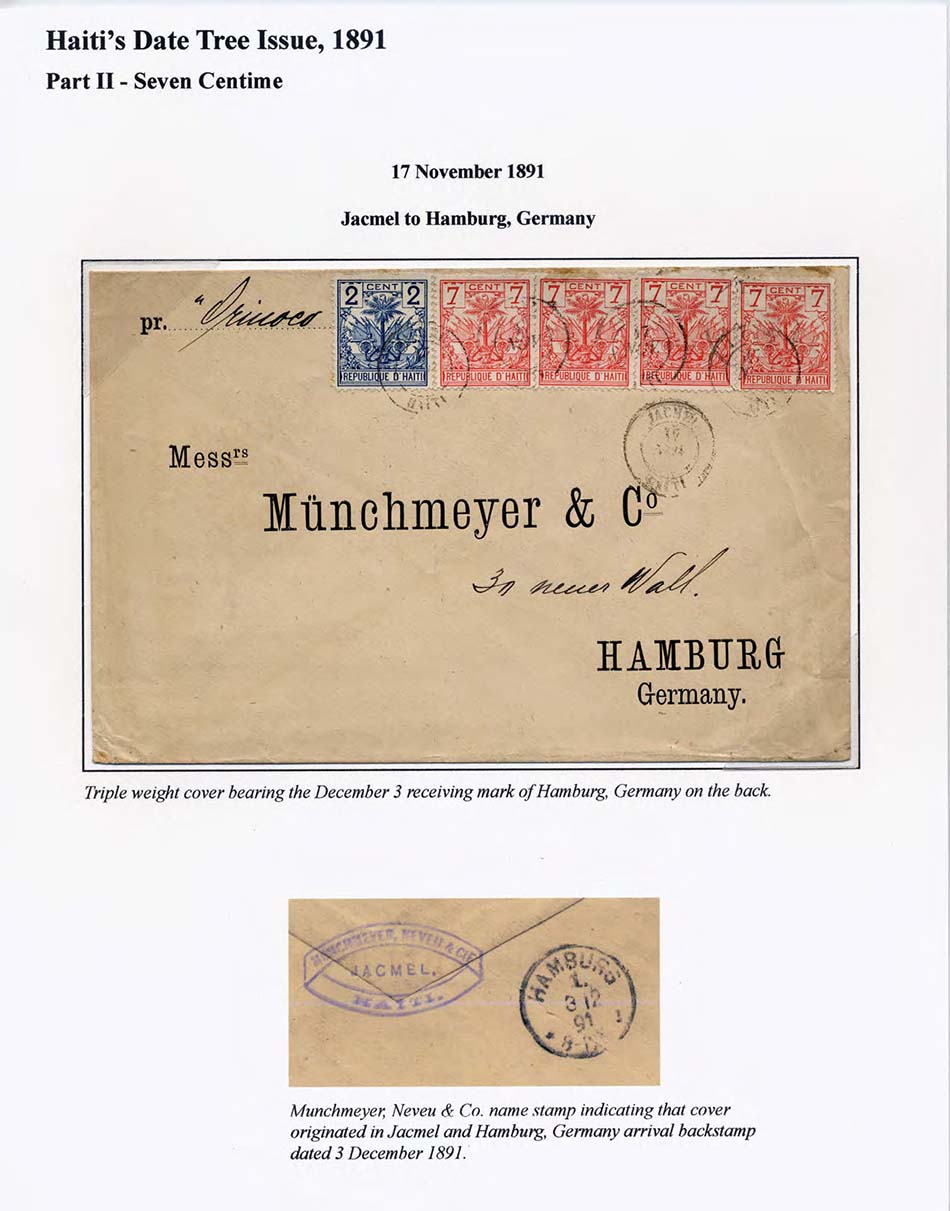 Haiti's Date Tree Issue, 1891
Part II - Seven Centime
17 November 1891
Jacmel to Hamburg, Germany
pr. "Orinoco
2 CENT 2
REPUBLIQUE D'HAITI
7 CENT 7
REPUBLIQUE D'HAITI
7 CENT 7
REPUBLIQUE D'HAITI
7 CENT 7
REPUBLIQUE D'HAITI
7 CENT 7
REPUBLIQUE D'HAITI
HAITI
JACMEL
HAITI
Messrs
Münchmeyer & Co
30 neuer Wall.
HAMBURG
Germany.
Triple weight cover bearing the December 3 receiving mark of Hamburg, Germany on the back.
MUNCHMEYER, NEVEU & CIE
JACMEL,
HAITI.
HAMBURG
1.
3 12
91
Munchmeyer, Neveu & Co. name stamp indicating that cover
originated in Jacmel and Hamburg, Germany arrival backstamp
dated 3 December 1891.